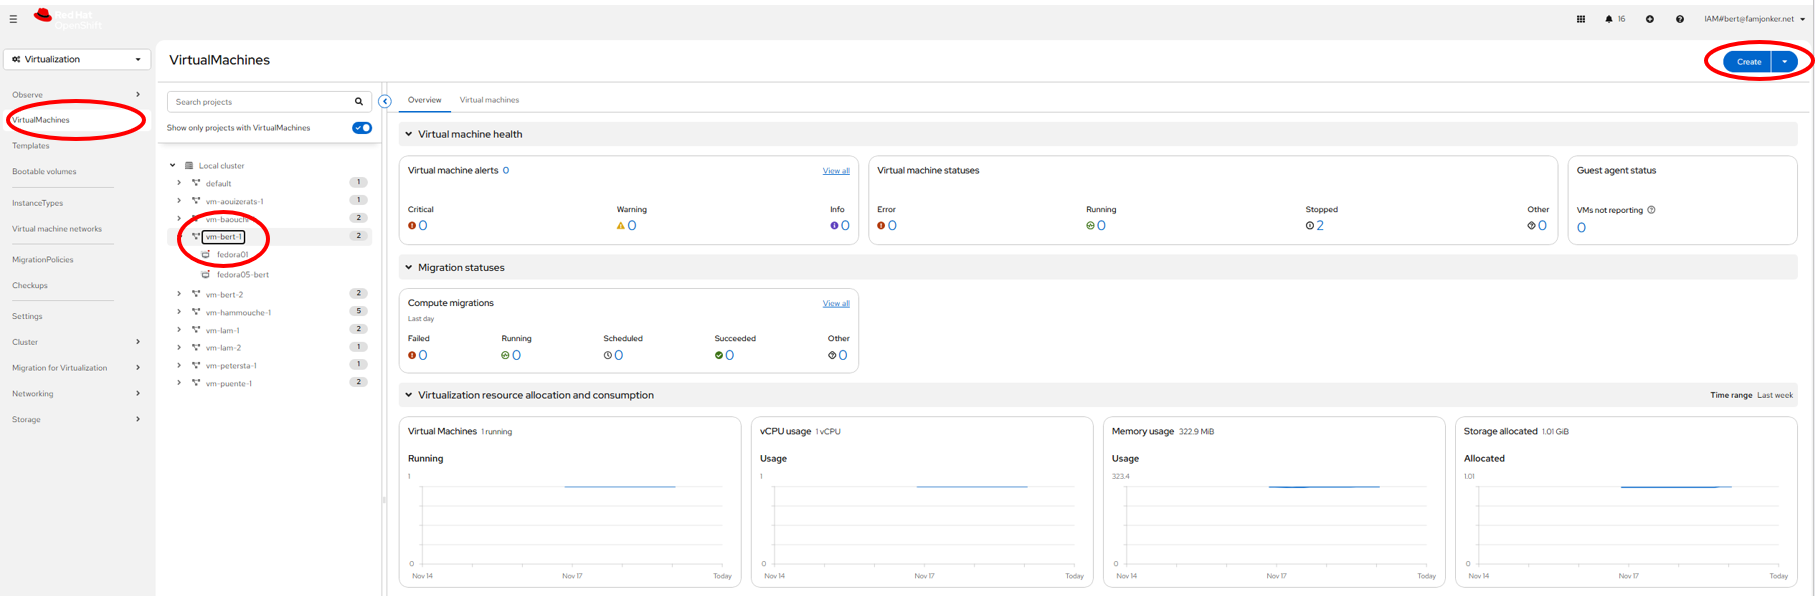 Red Hat
OpenShift
16
IAM#bert@famjonker.net
Virtualization
Observe
VirtualMachines
Templates
Bootable volumes
InstanceTypes
Virtual machine networks
MigrationPolicies
Checkups
Settings
Cluster
Migration for Virtualization
Networking
Storage
VirtualMachines
Create
Search projects
Show only projects with VirtualMachines
Local cluster
default 1
vm-aouizerats-1 1
vm-baouch 2
vm-bert-1 2
fedora01
fedora05-bert
vm-bert-2 2
vm-hammouche-1 5
vm-lam-1 2
vm-lam-2 1
vm-petersta-1 1
vm-puente-1 2
Overview Virtual machines
Virtual machine health
Virtual machine alerts 0 View all
Critical Warning Info
0 0 0
Virtual machine statuses
Error Running Stopped Other
0 0 2 0
Guest agent status
VMs not reporting
0
Migration statuses
Compute migrations View all
Last day
Failed Running Scheduled Succeeded Other
0 0 0 0 0
Virtualization resource allocation and consumption Time range Last week
Virtual Machines 1 running
Running
1
0
Nov 14 Nov 17 Today
vCPU usage 1 vCPU
Usage
1
0
Nov 14 Nov 17 Today
Memory usage 322.9 MiB
Usage
323.4
0
Nov 14 Nov 17 Today
Storage allocated 1.01 GiB
Allocated
1.01
0
Nov 14 Nov 17 Today